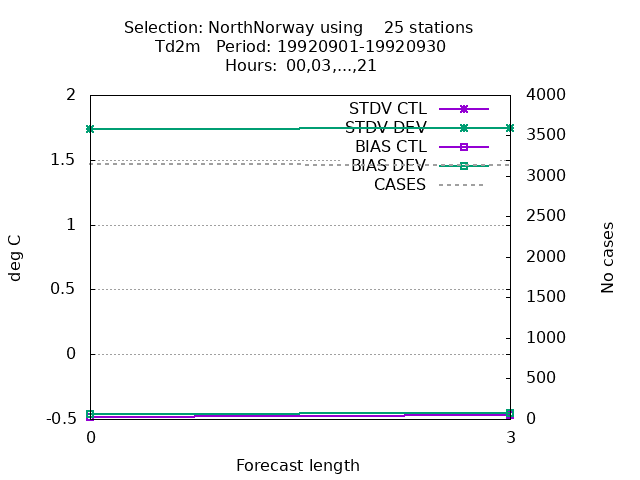 Selection: NorthNorway using    25 stations
Td2m   Period: 19920901-19920930
Hours: 00,03,...,21
2
1.5
1
0.5
0
-0.5
deg C
4000
3500
3000
2500
2000
1500
1000
500
0
No cases
STDV CTL
STDV DEV
BIAS CTL
BIAS DEV
CASES
0
3
Forecast length